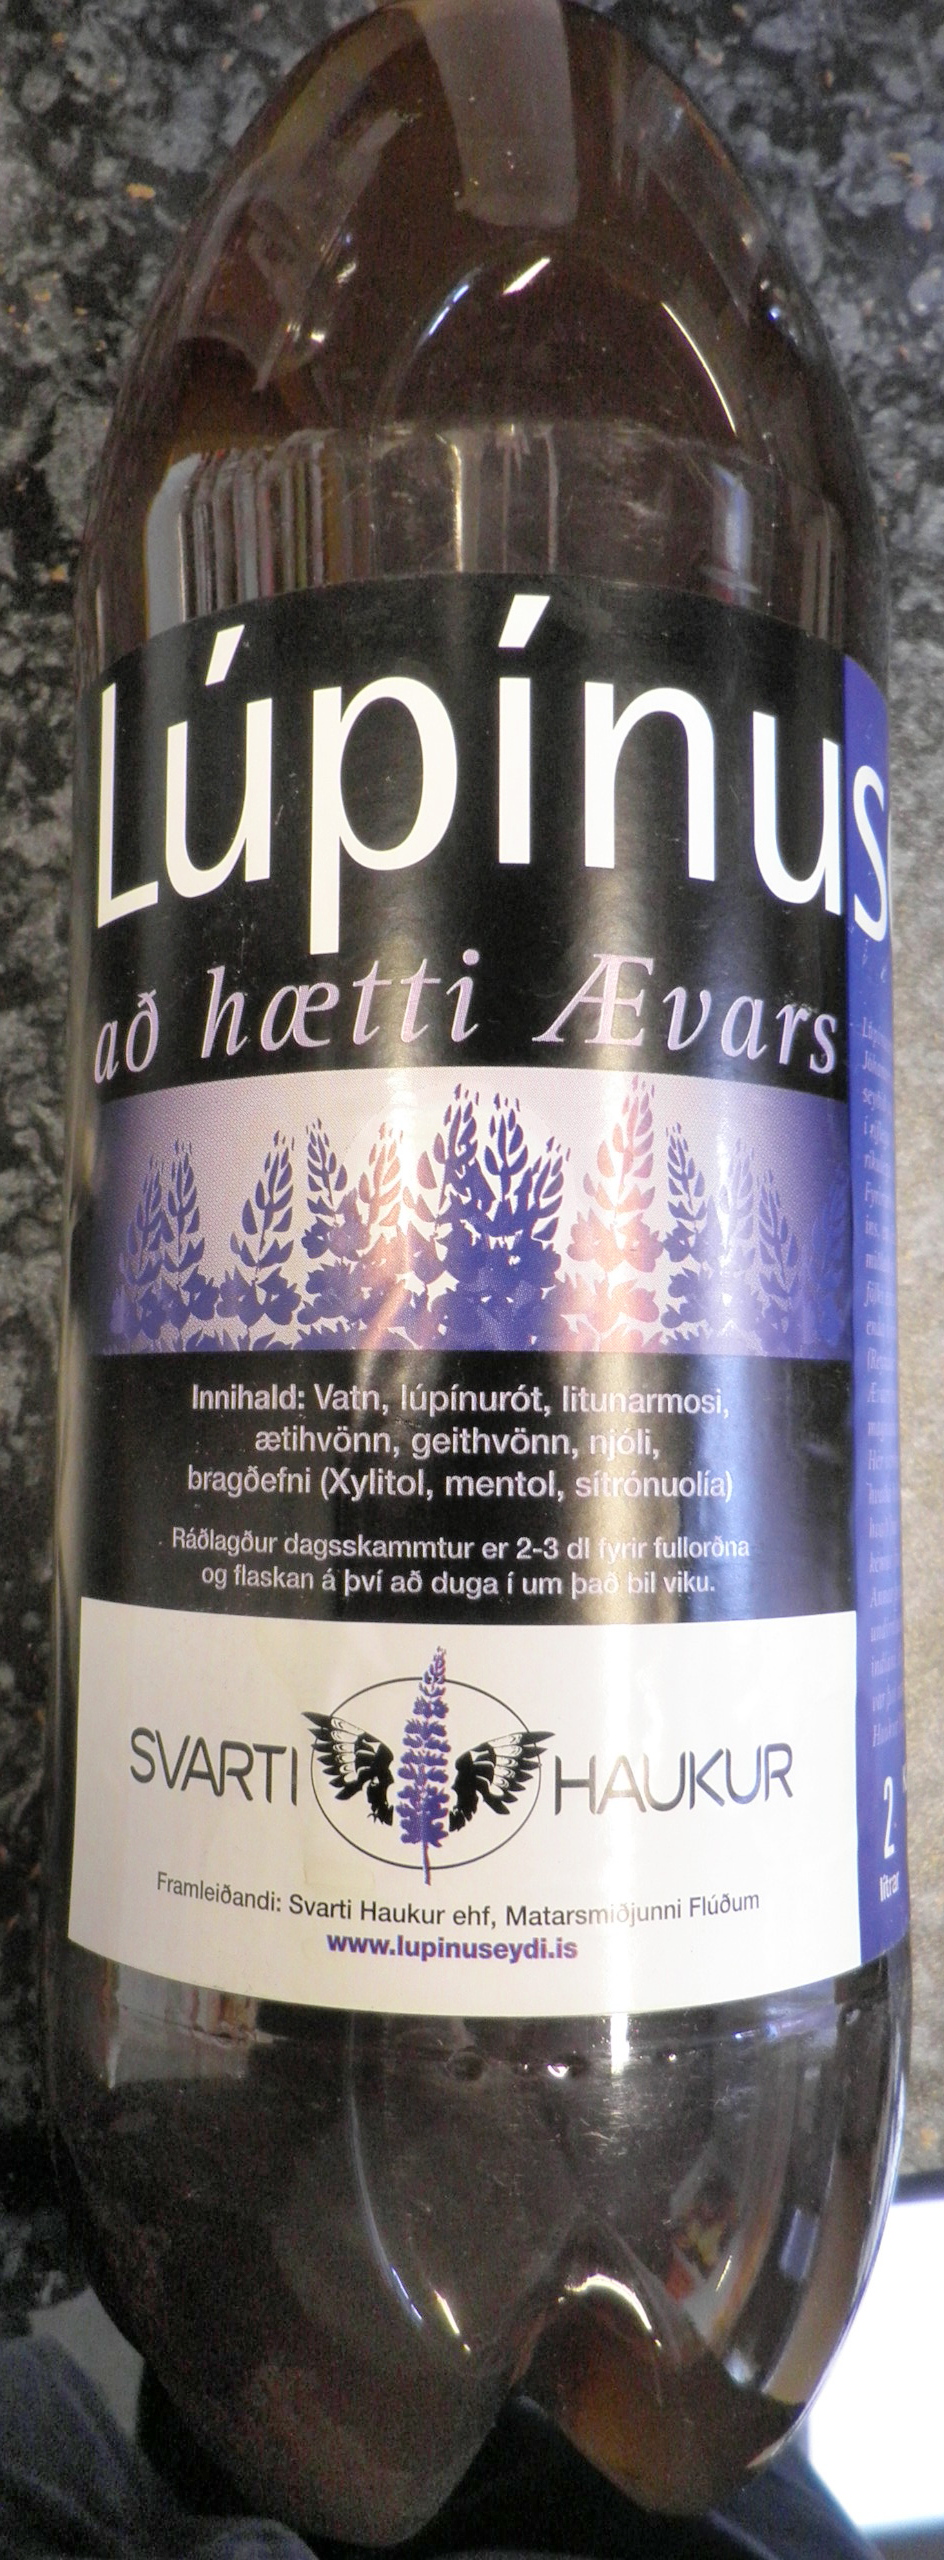 Lúpínus
að hætti Ævars
Innihald: Vatn, lúpínurót, litunarmosi,
ætihvönn, geithvönn, njóli,
bragðefni (Xylitol, mentol, sítrónuolía)
Ráðlagður dagsskammtur er 2-3 dl fyrir fullorðna
og flaskan á því að duga í um það bil viku.
SVARTI HAUKUR
Framleiðandi: Svarti Haukur ehf, Matarsmiðjunni Flúðum
www.lupinuseydi.is
2
lítrar